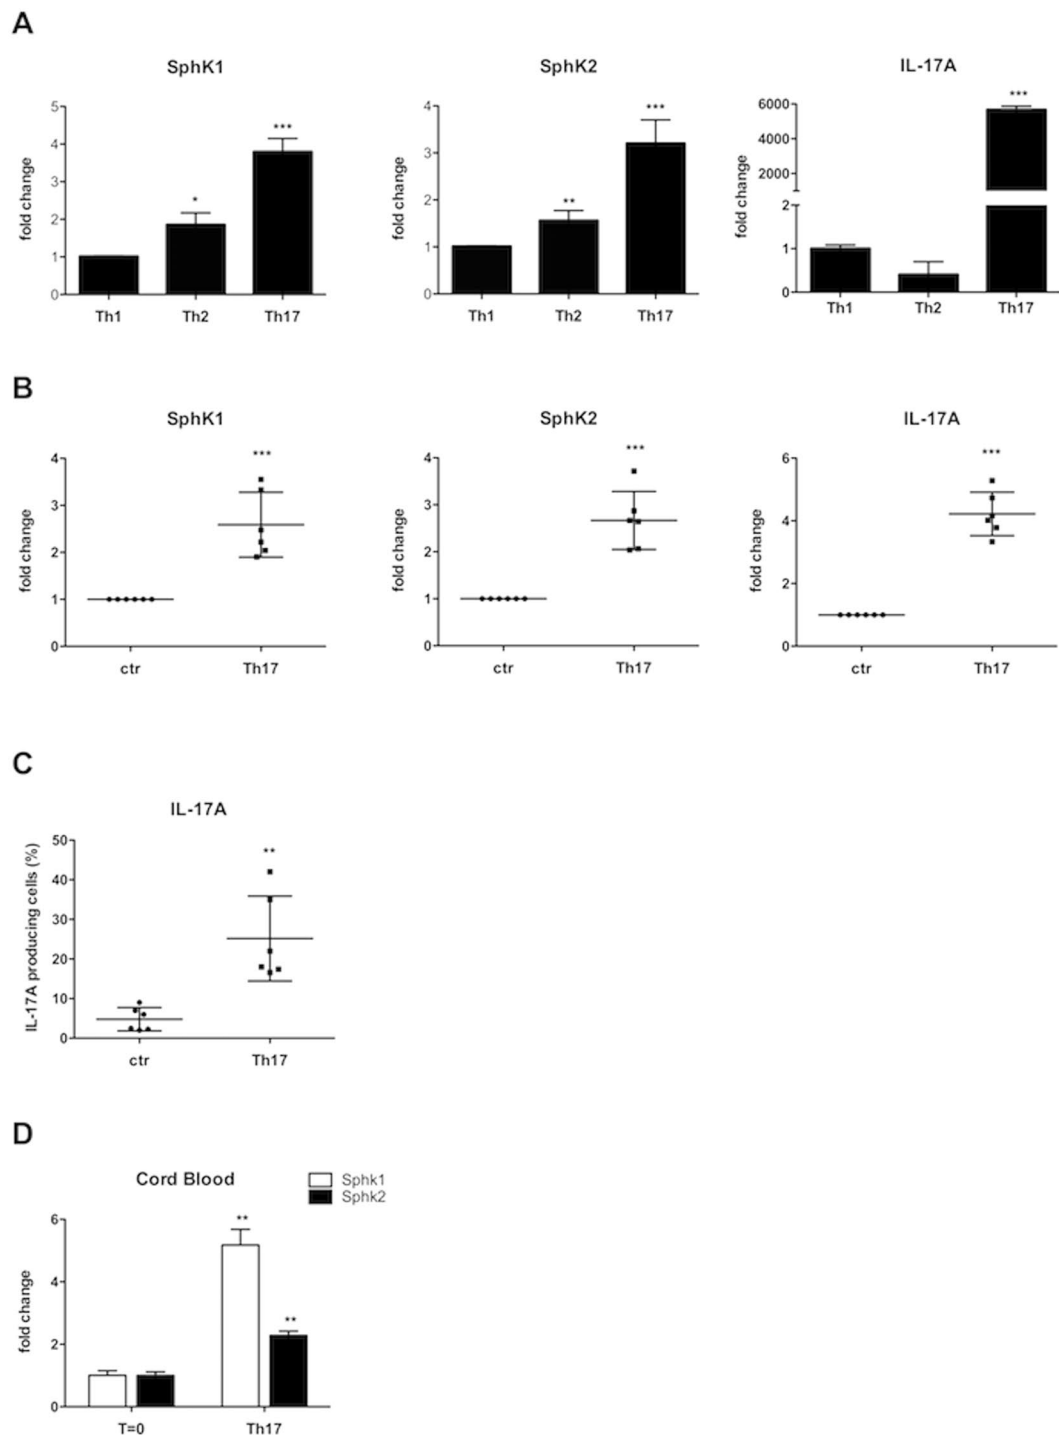 A
SphK1
SphK2
IL-17A
fold change
5
4
3
2
1
0
*
***
Th1
Th2
Th17
fold change
4
3
2
1
0
**
***
Th1
Th2
Th17
fold change
6000
4000
2000
2
1
0
***
Th1
Th2
Th17
B
SphK1
SphK2
IL-17A
fold change
4
3
2
1
0
***
ctr
Th17
fold change
4
3
2
1
0
***
ctr
Th17
fold change
6
4
2
0
***
ctr
Th17
C
IL-17A
IL-17A producing cells (%)
50
40
30
20
10
0
**
ctr
Th17
D
Cord Blood
Sphk1
Sphk2
fold change
6
4
2
0
**
**
T=0
Th17